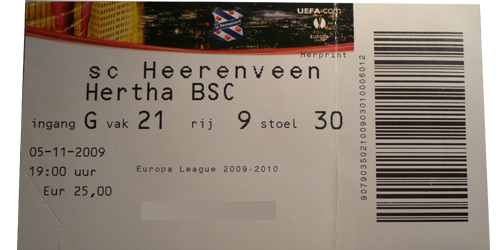 UEFA.com
Herprint
sc Heerenveen
Hertha BSC
ingang G vak 21 rij 9 stoel 30
05-11-2009
19:00 uur
Europa League 2009-2010
Eur 25,00
9079035021009030100006012